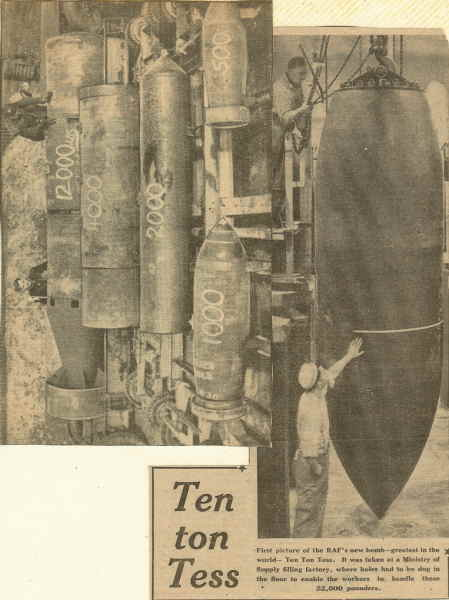 500
12000 lbs
4000
2000
1000
Ten
ton
Tess
First picture of the RAF's new bomb—greatest in the
world— Ten Ton Tess. It was taken at a Ministry of
Supply filling factory, where holes had to be dug in
the floor to enable the workers to handle these
22,000 pounders.